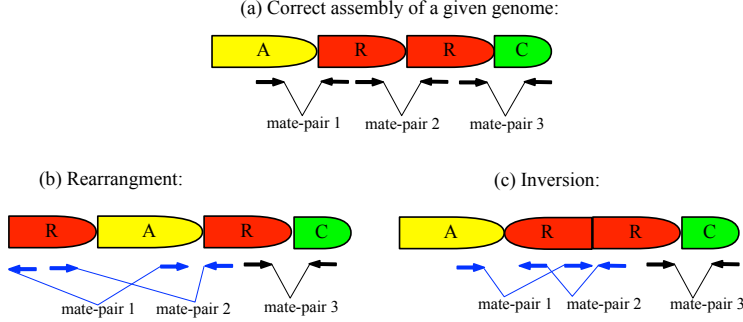 (a) Correct assembly of a given genome:
A R R C
mate-pair 1 mate-pair 2 mate-pair 3
(b) Rearrangment:
R A R C
mate-pair 1 mate-pair 2 mate-pair 3
(c) Inversion:
A R R C
mate-pair 1 mate-pair 2 mate-pair 3